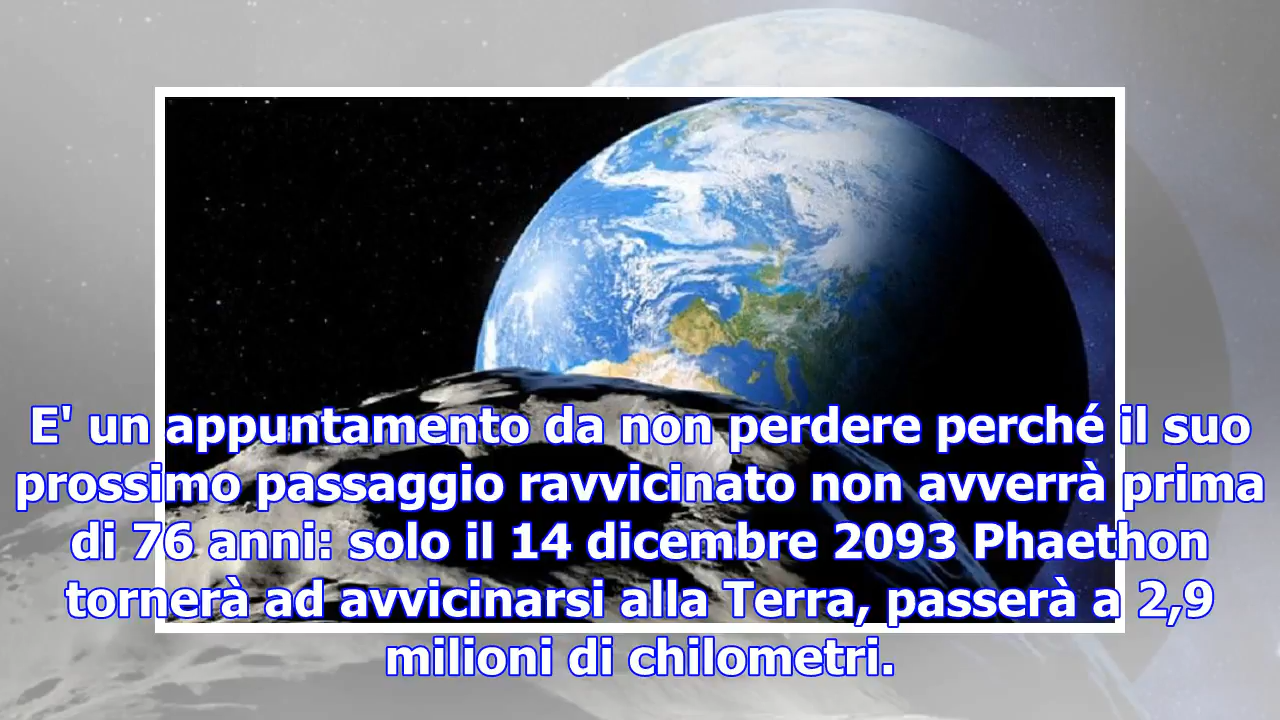 E' un appuntamento da non perdere perché il suo
prossimo passaggio ravvicinato non avverrà prima
di 76 anni: solo il 14 dicembre 2093 Phaethon
tornerà ad avvicinarsi alla Terra, passerà a 2,9
milioni di chilometri.